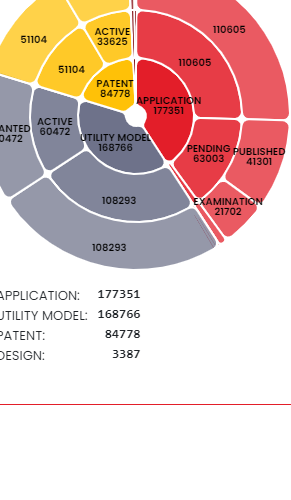 110605
ACTIVE
33625
51104
110605
51104
PATENT
84778
APPLICATION
177351
ANTED
0472
ACTIVE
60472
UTILITY MODEL
168766
PENDING
63003
PUBLISHED
41301
108293
EXAMINATION
21702
108293
APPLICATION: 177351
UTILITY MODEL: 168766
PATENT: 84778
DESIGN: 3387